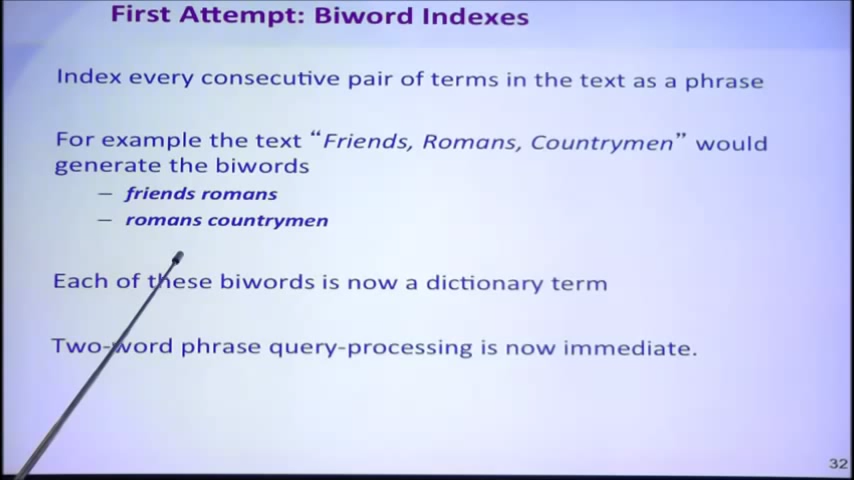 First Attempt: Biword Indexes
Index every consecutive pair of terms in the text as a phrase
For example the text “Friends, Romans, Countrymen” would
generate the biwords
– friends romans
– romans countrymen
Each of these biwords is now a dictionary term
Two-word phrase query-processing is now immediate.
32